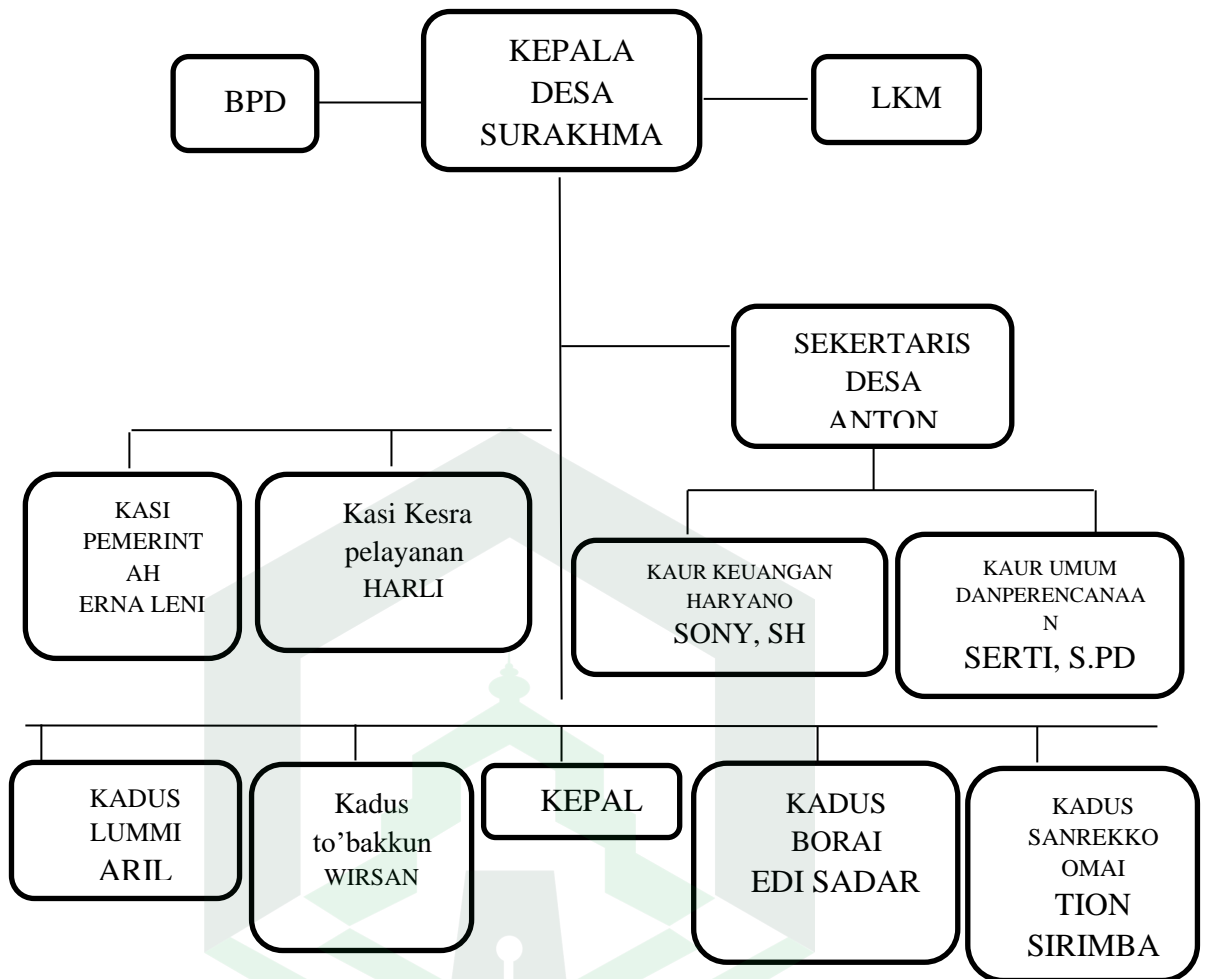 BPD
KEPALA
DESA
SURAKHMA
LKM
SEKERTARIS
DESA
ANTON
KASI
PEMERINT
AH
ERNA LENI
Kasi Kesra
pelayanan
HARLI
KAUR KEUANGAN
HARYANO
SONY, SH
KAUR UMUM
DANPERENCANAA
N
SERTI, S.PD
KADUS
LUMMI
ARIL
Kadus
to’bakkun
WIRSAN
KEPAL
KADUS
BORAI
EDI SADAR
KADUS
SANREKKO
OMAI
TION
SIRIMBA